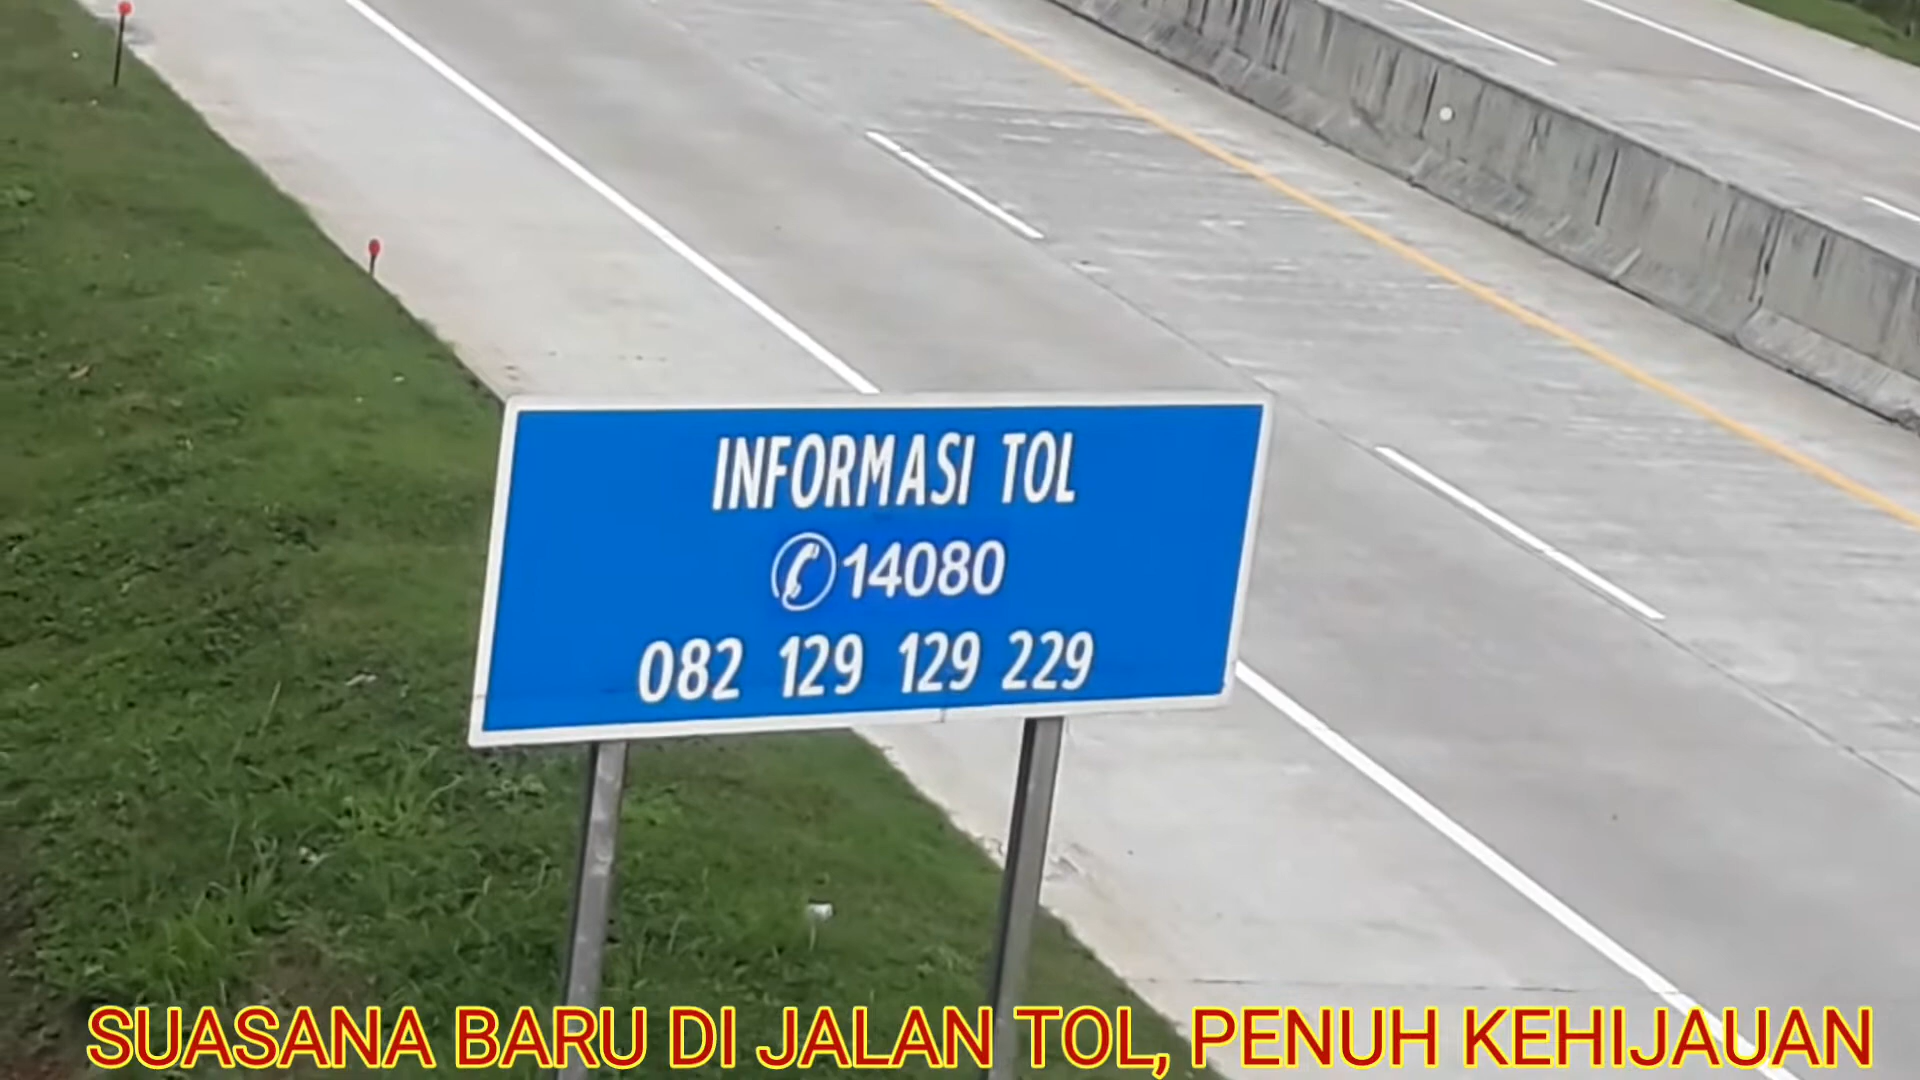 INFORMASI TOL
14080
082 129 129 229
SUASANA BARU DI JALAN TOL, PENUH KEHIJAUAN